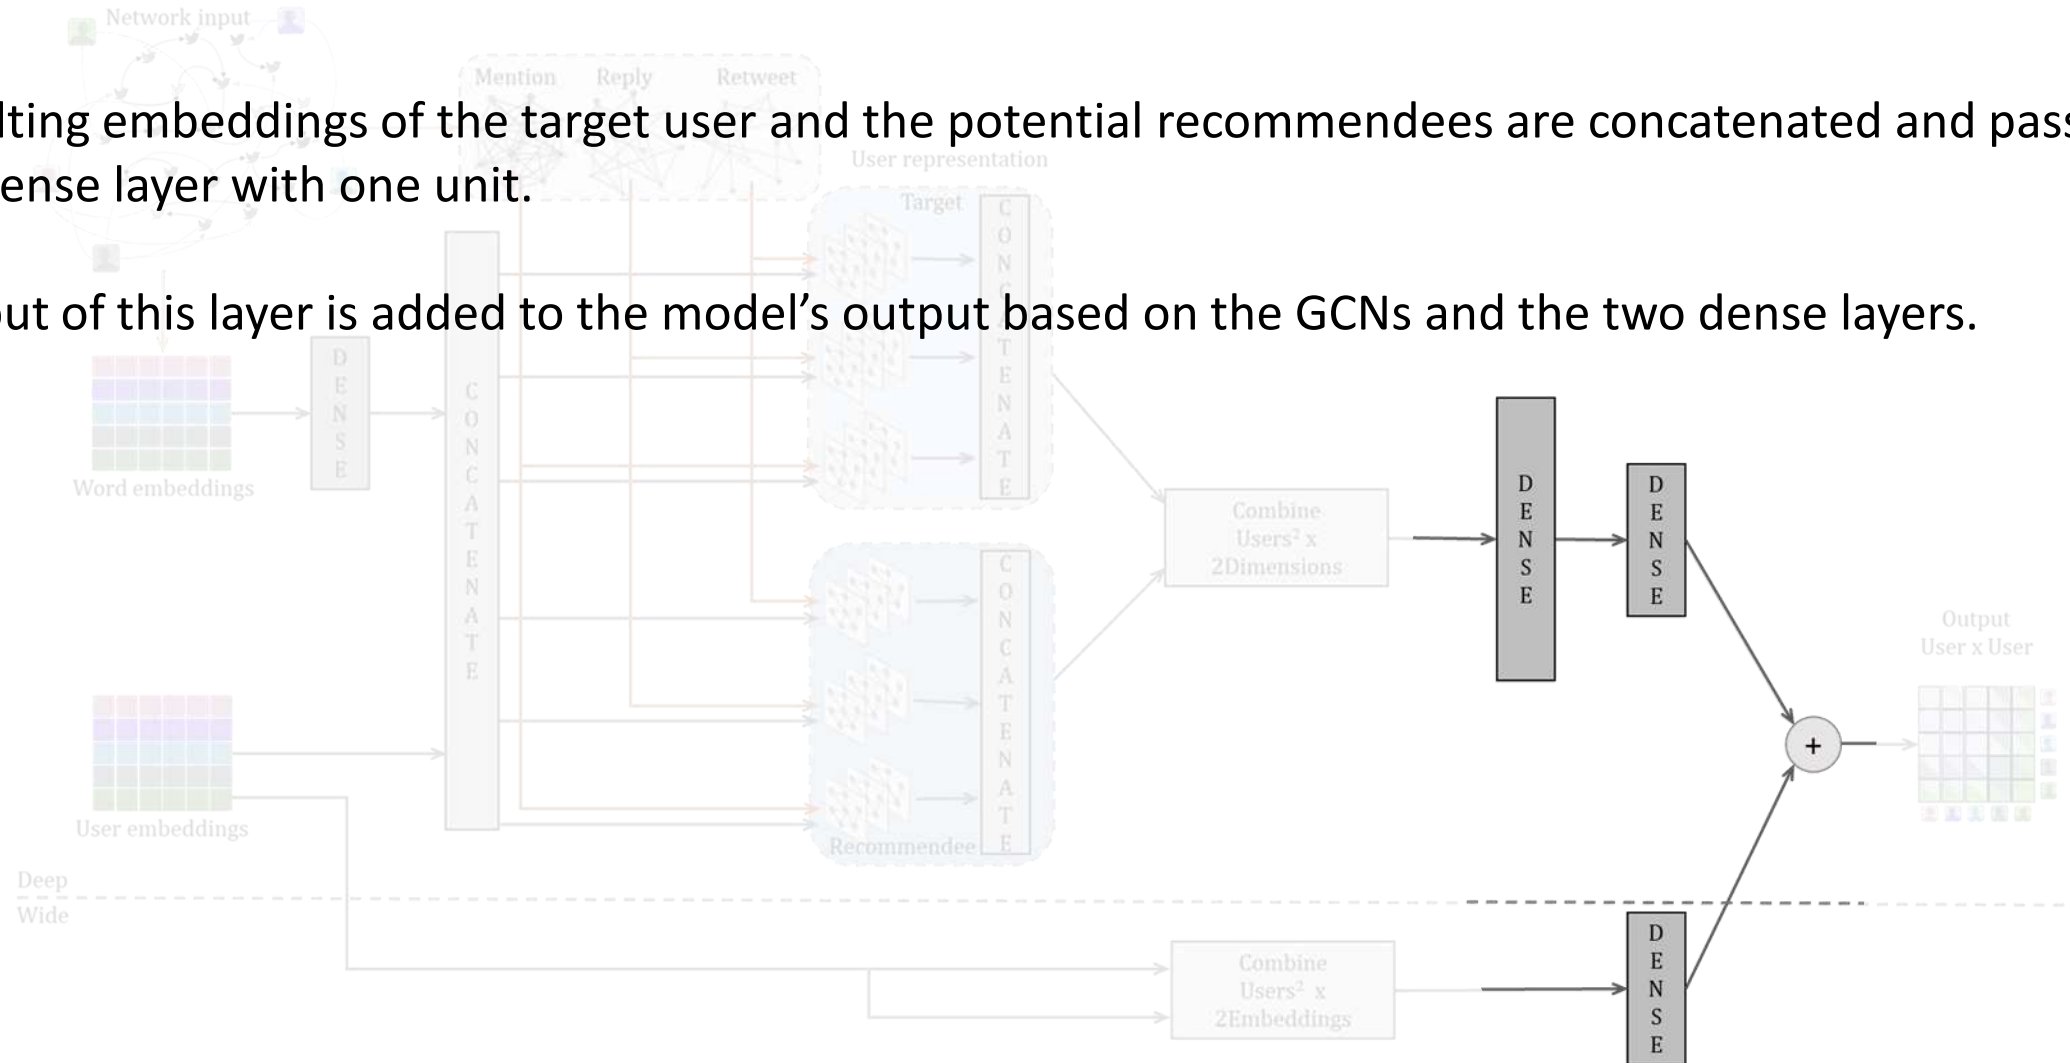 Network input
Mention Reply Retweet
lting embeddings of the target user and the potential recommendees are concatenated and pass
User representation
ense layer with one unit.
Target
CONCATENATE
out of this layer is added to the model’s output based on the GCNs and the two dense layers.
DENSE
CONCATENATE
Word embeddings
Combine
Users² x
2Dimensions
DENSE
DENSE
CONCATENATE
Output
User x User
+
User embeddings
Recommendee
Deep
Wide
Combine
Users² x
2Embeddings
DENSE